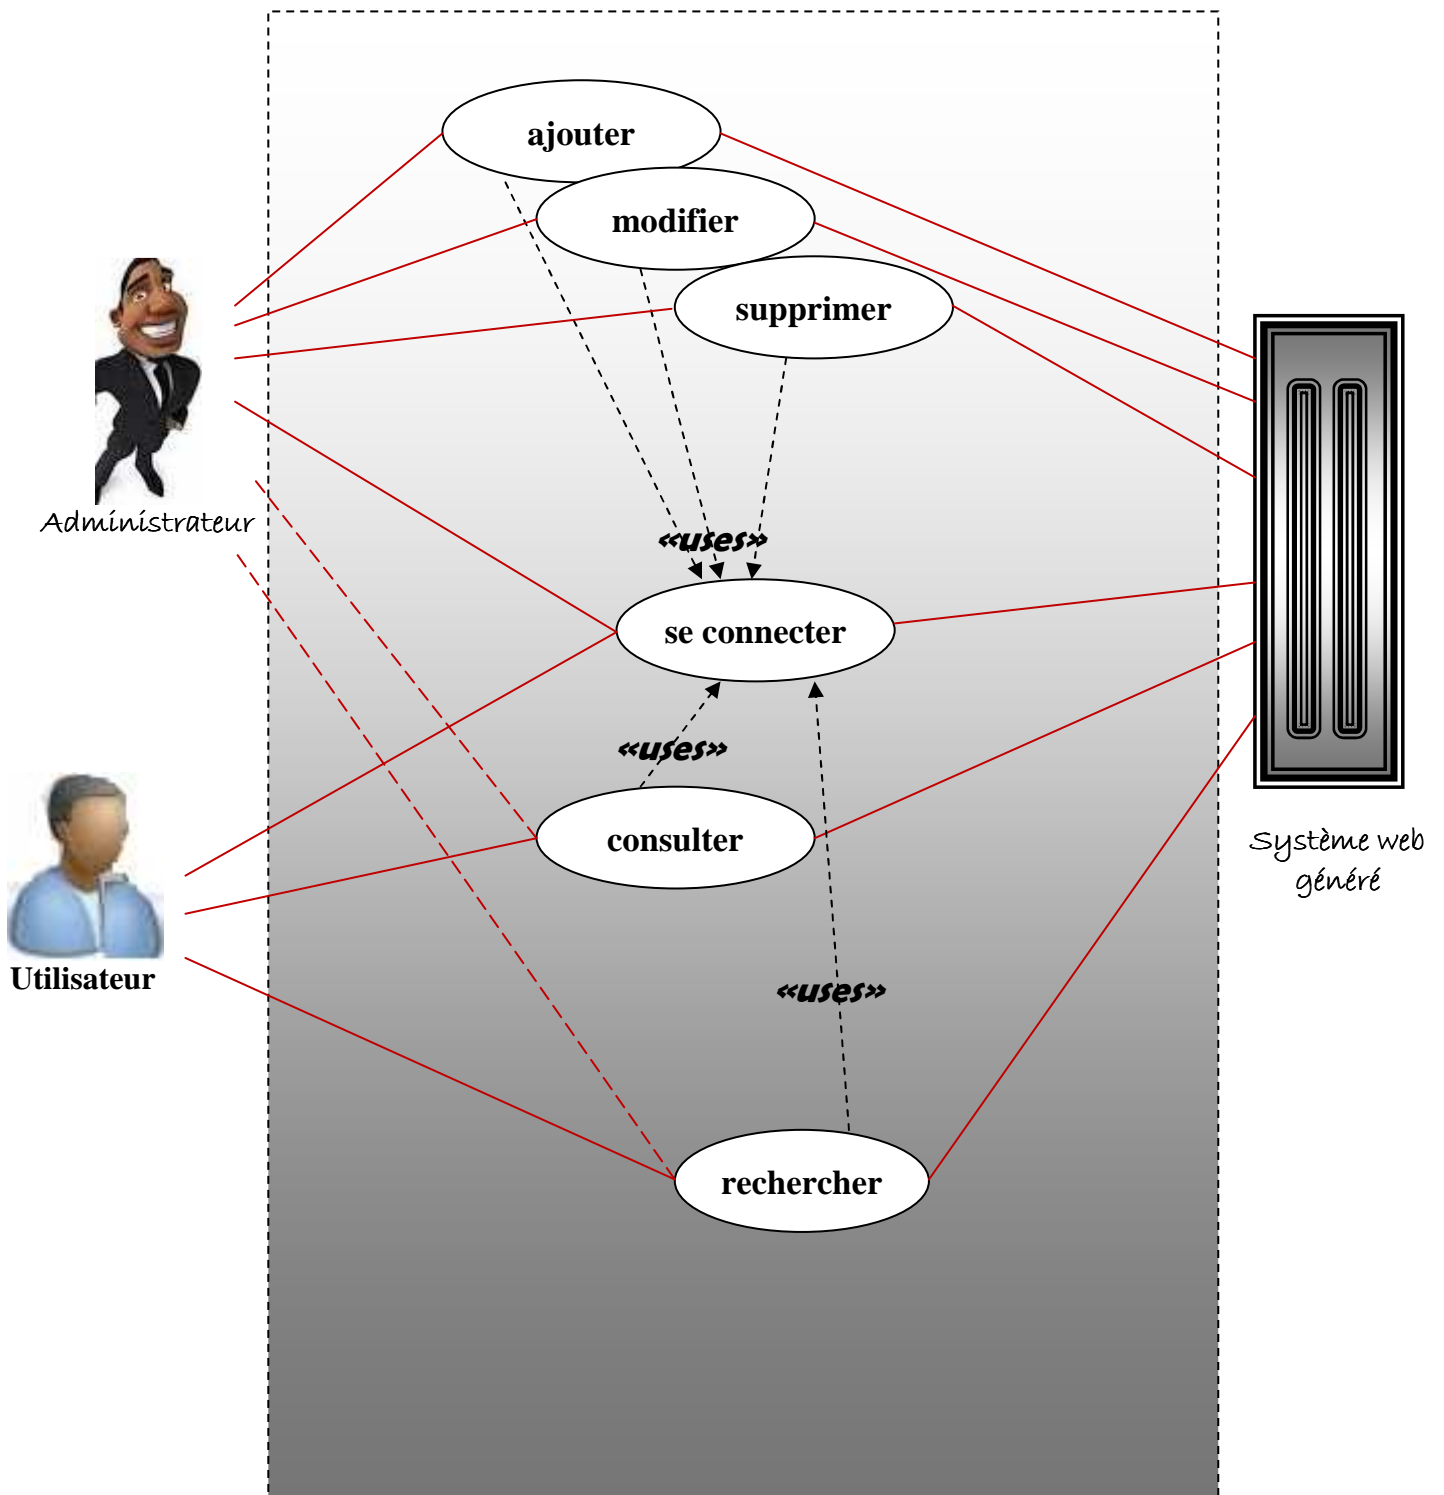 ajouter
modifier
supprimer
Administrateur
«uses»
se connecter
«uses»
consulter
Système web
généré
Utilisateur
«uses»
rechercher